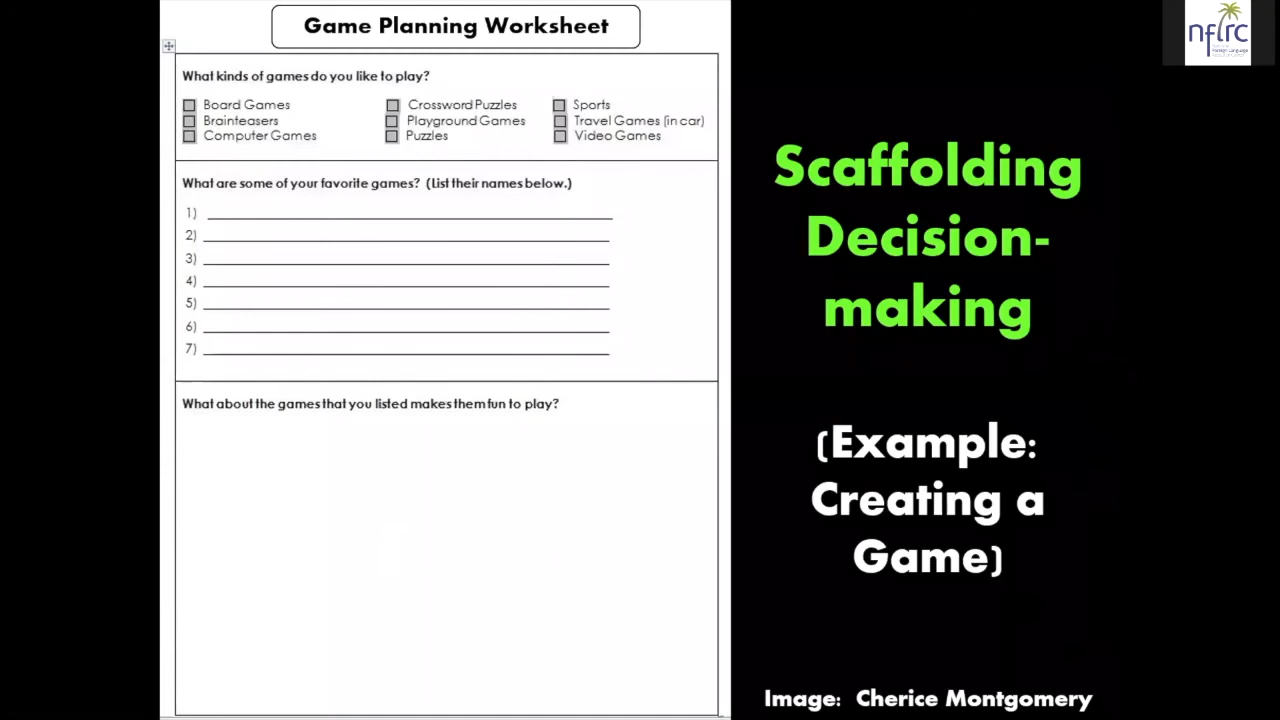 Game Planning Worksheet
What kinds of games do you like to play?
Board Games
Brainteasers
Computer Games
Crossword Puzzles
Playground Games
Puzzles
Sports
Travel Games (in car)
Video Games
What are some of your favorite games? (List their names below.)
1)
2)
3)
4)
5)
6)
7)
What about the games that you listed makes them fun to play?
nflrc
Foreign Language
Scaffolding
Decision-
making
(Example:
Creating a
Game)
Image: Cherice Montgomery